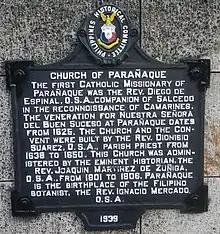 PHILIPPINES HISTORICAL COMMITTEE
CHURCH OF PARAÑAQUE
THE FIRST CATHOLIC MISSIONARY OF
PARAÑAQUE WAS THE REV. DIEGO DE
ESPINAL, O.S.A., COMPANION OF SALCEDO
IN THE RECONNOISSANCE OF CAMARINES.
THE VENERATION FOR NUESTRA SEÑORA
DEL BUEN SUCESO AT PARAÑAQUE DATES
FROM 1625. THE CHURCH AND THE CON-
VENT WERE BUILT BY THE REV. DIONISIO
SUAREZ, O.S.A., PARISH PRIEST FROM
1638 TO 1650. THIS CHURCH WAS ADMIN-
ISTERED BY THE EMINENT HISTORIAN, THE
REV. JOAQUIN MARTINEZ DE ZUÑIGA,
O.S.A., FROM 1801 TO 1806. PARAÑAQUE
IS THE BIRTHPLACE OF THE FILIPINO
BOTANIST, THE REV. IGNACIO MERCADO,
O.S.A.
1939